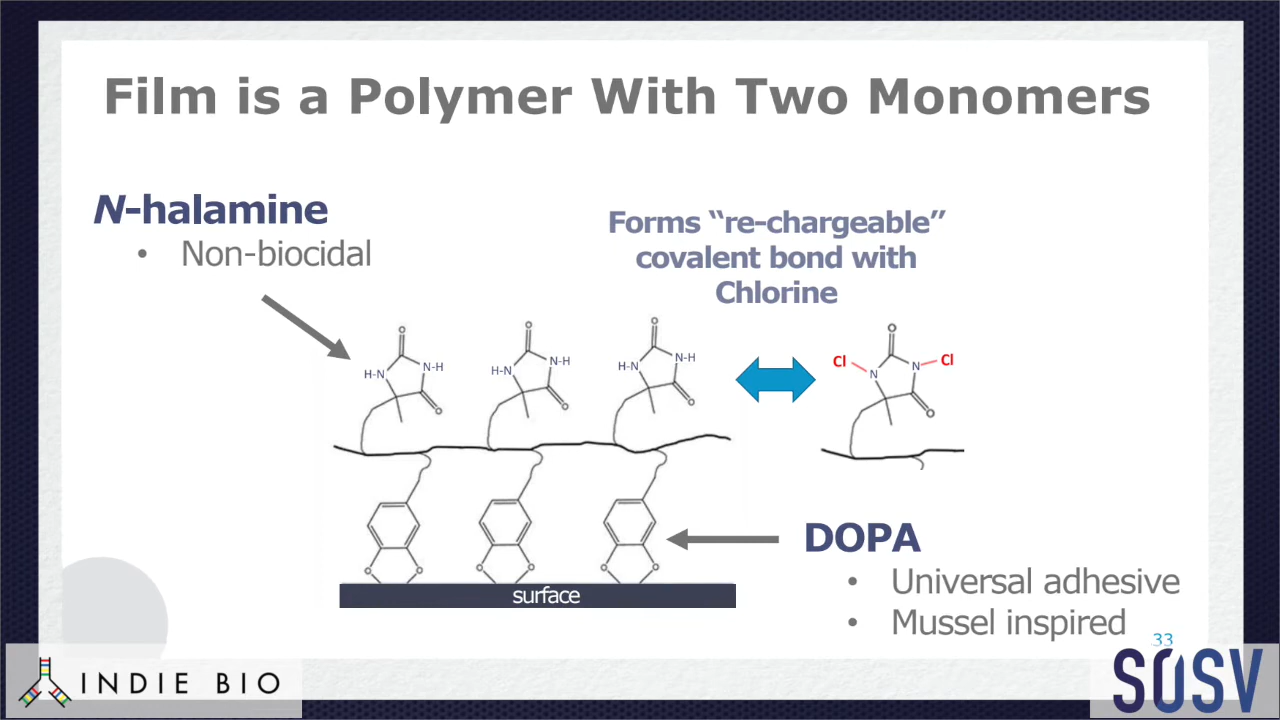 Film is a Polymer With Two Monomers
N-halamine
• Non-biocidal
Forms “re-chargeable”
covalent bond with
Chlorine
O
H-N
N-H
O
O
H-N
N-H
O
O
H-N
N-H
O
O
Cl
N
N
Cl
O
O
O
O
O
O
O
surface
DOPA
• Universal adhesive
• Mussel inspired
33
INDIE BIO
SOSV